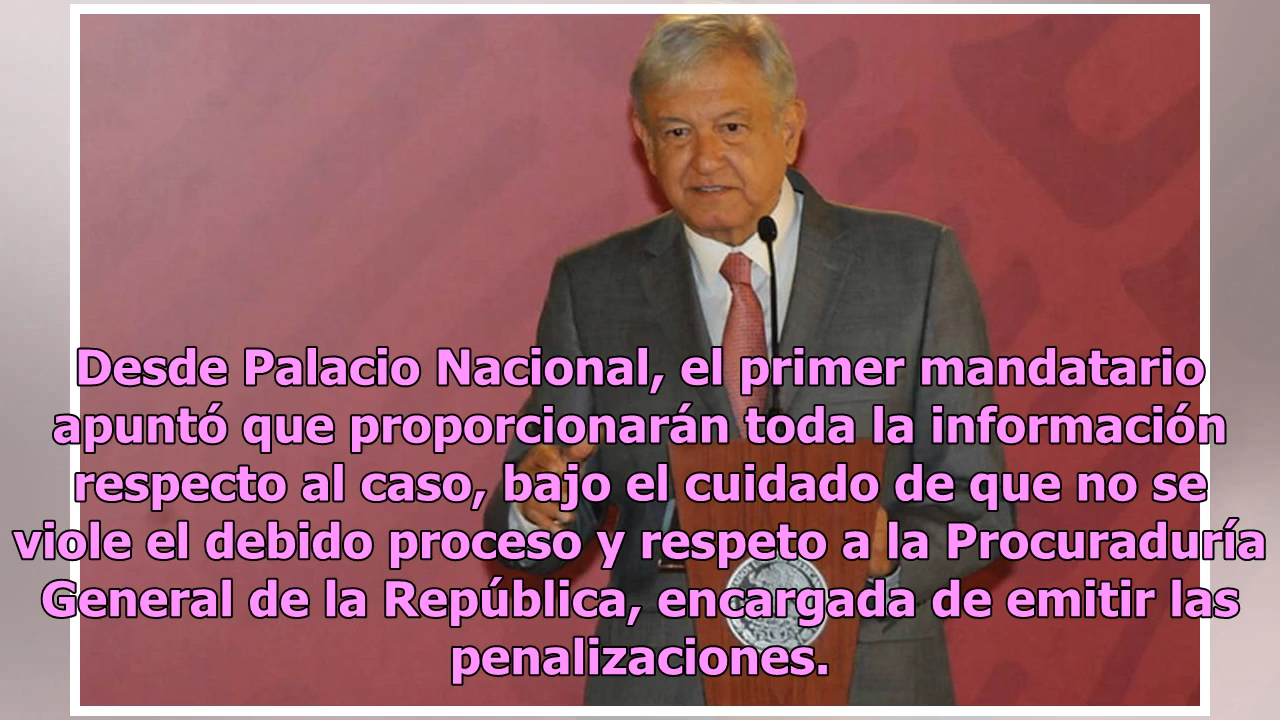 Desde Palacio Nacional, el primer mandatario
apuntó que proporcionarán toda la información
respecto al caso, bajo el cuidado de que no se
viole el debido proceso y respeto a la Procuraduría
General de la República, encargada de emitir las
penalizaciones.